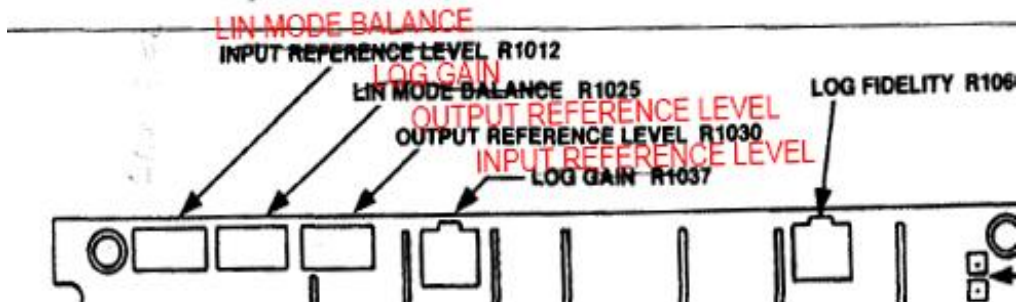 LIN MODE BALANCE
INPUT REFERENCE LEVEL R1012
LOG GAIN
LIN MODE BALANCE R1025
OUTPUT REFERENCE LEVEL
OUTPUT REFERENCE LEVEL R1030
INPUT REFERENCE LEVEL
LOG GAIN R1037
LOG FIDELITY